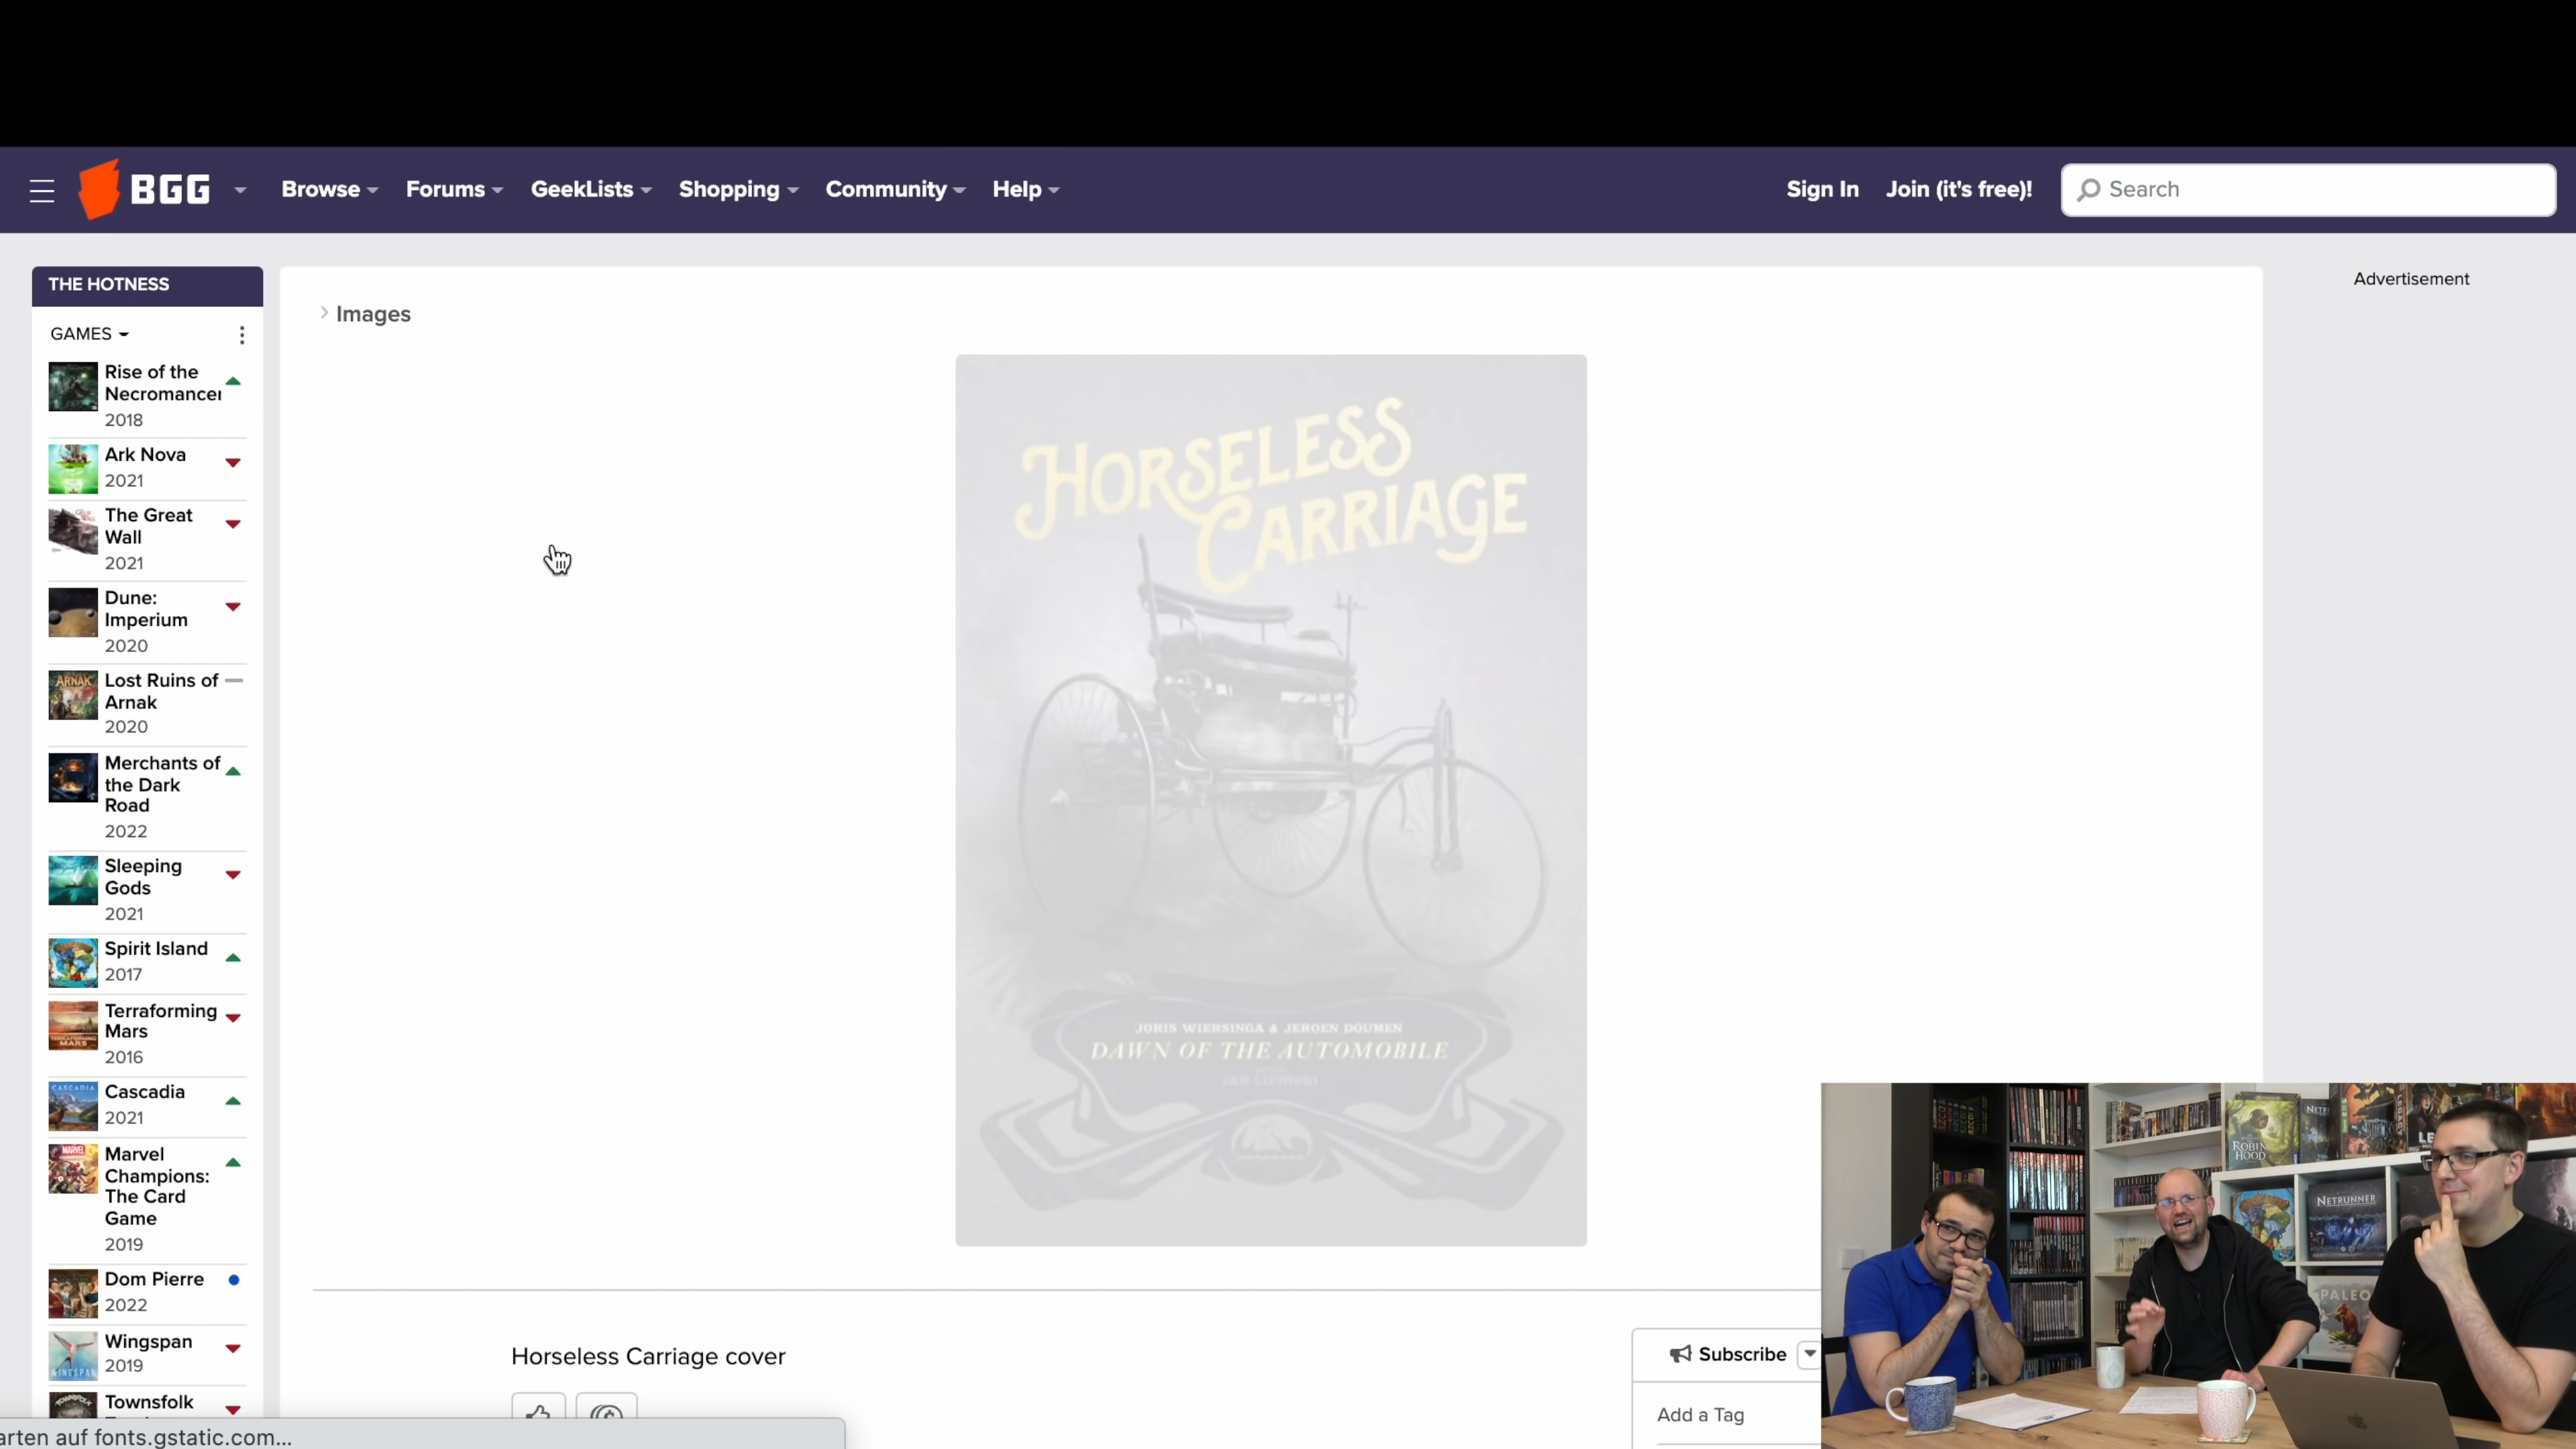 BGG
Browse
Forums
GeekLists
Shopping
Community
Help
Sign In
Join (it's free)!
Search
THE HOTNESS
GAMES
Rise of the
Necromancer
2018
Ark Nova
2021
The Great
Wall
2021
Dune:
Imperium
2020
Lost Ruins of
Arnak
2020
Merchants of
the Dark
Road
2022
Sleeping
Gods
2021
Spirit Island
2017
Terraforming
Mars
2016
Cascadia
2021
Marvel
Champions:
The Card
Game
2019
Dom Pierre
2022
Wingspan
2019
Townsfolk
Images
HORSELESS
CARRIAGE
JORIS WIERSINGA & JEROEN DOUMEN
DAWN OF THE AUTOMOBILE
JAN LIPIŃSKI
Horseless Carriage cover
Advertisement
Subscribe
Add a Tag
ROBIN
HOOD
NETRUNNER
PALEO
arten auf fonts.gstatic.com...